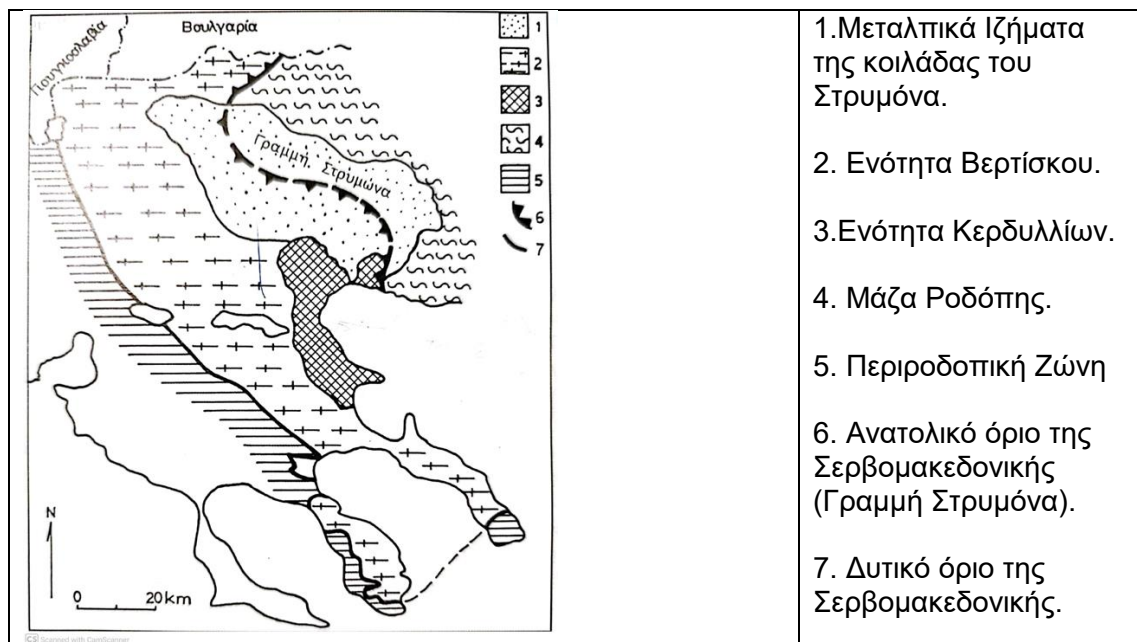 Βουλγαρία
Γιουγκοσλαβία
1
2
3
4
5
6
7
Γραμμή Στρυμώνα
N
0 20 km
CS Scanned with CamScanner
1.Μεταλπικά Ιζήματα
της κοιλάδας του
Στρυμόνα.
2. Ενότητα Βερτίσκου.
3.Ενότητα Κερδυλλίων.
4. Μάζα Ροδόπης.
5. Περιροδοπική Ζώνη
6. Ανατολικό όριο της
Σερβομακεδονικής
(Γραμμή Στρυμόνα).
7. Δυτικό όριο της
Σερβομακεδονικής.